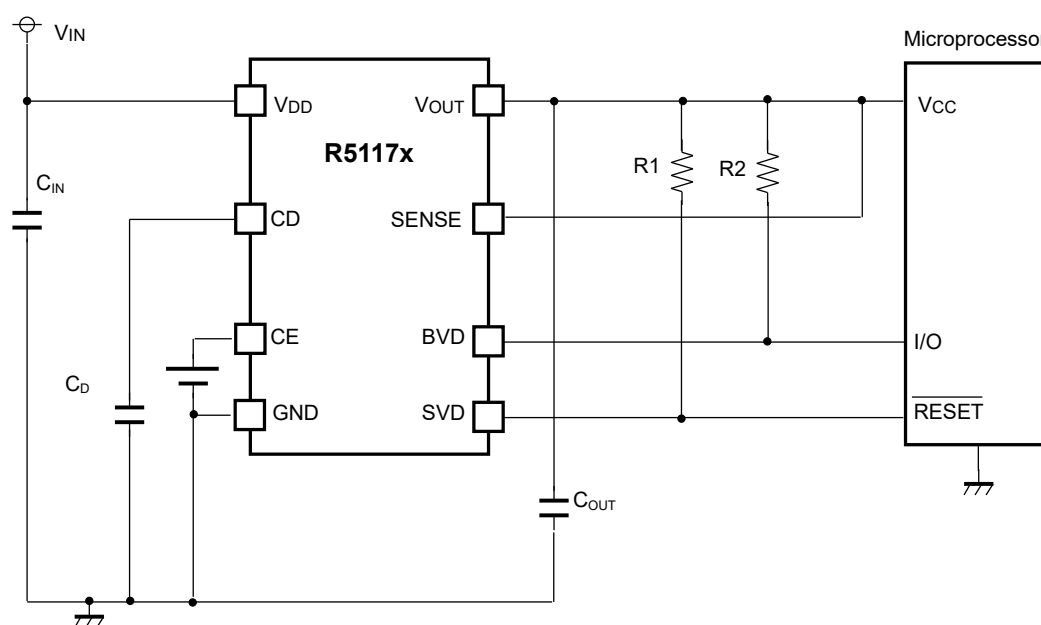 VIN
Microprocessor
VDD
VOUT
VCC
R5117x
R1
R2
CIN
CD
SENSE
CE
BVD
I/O
CD
GND
SVD
RESET
COUT